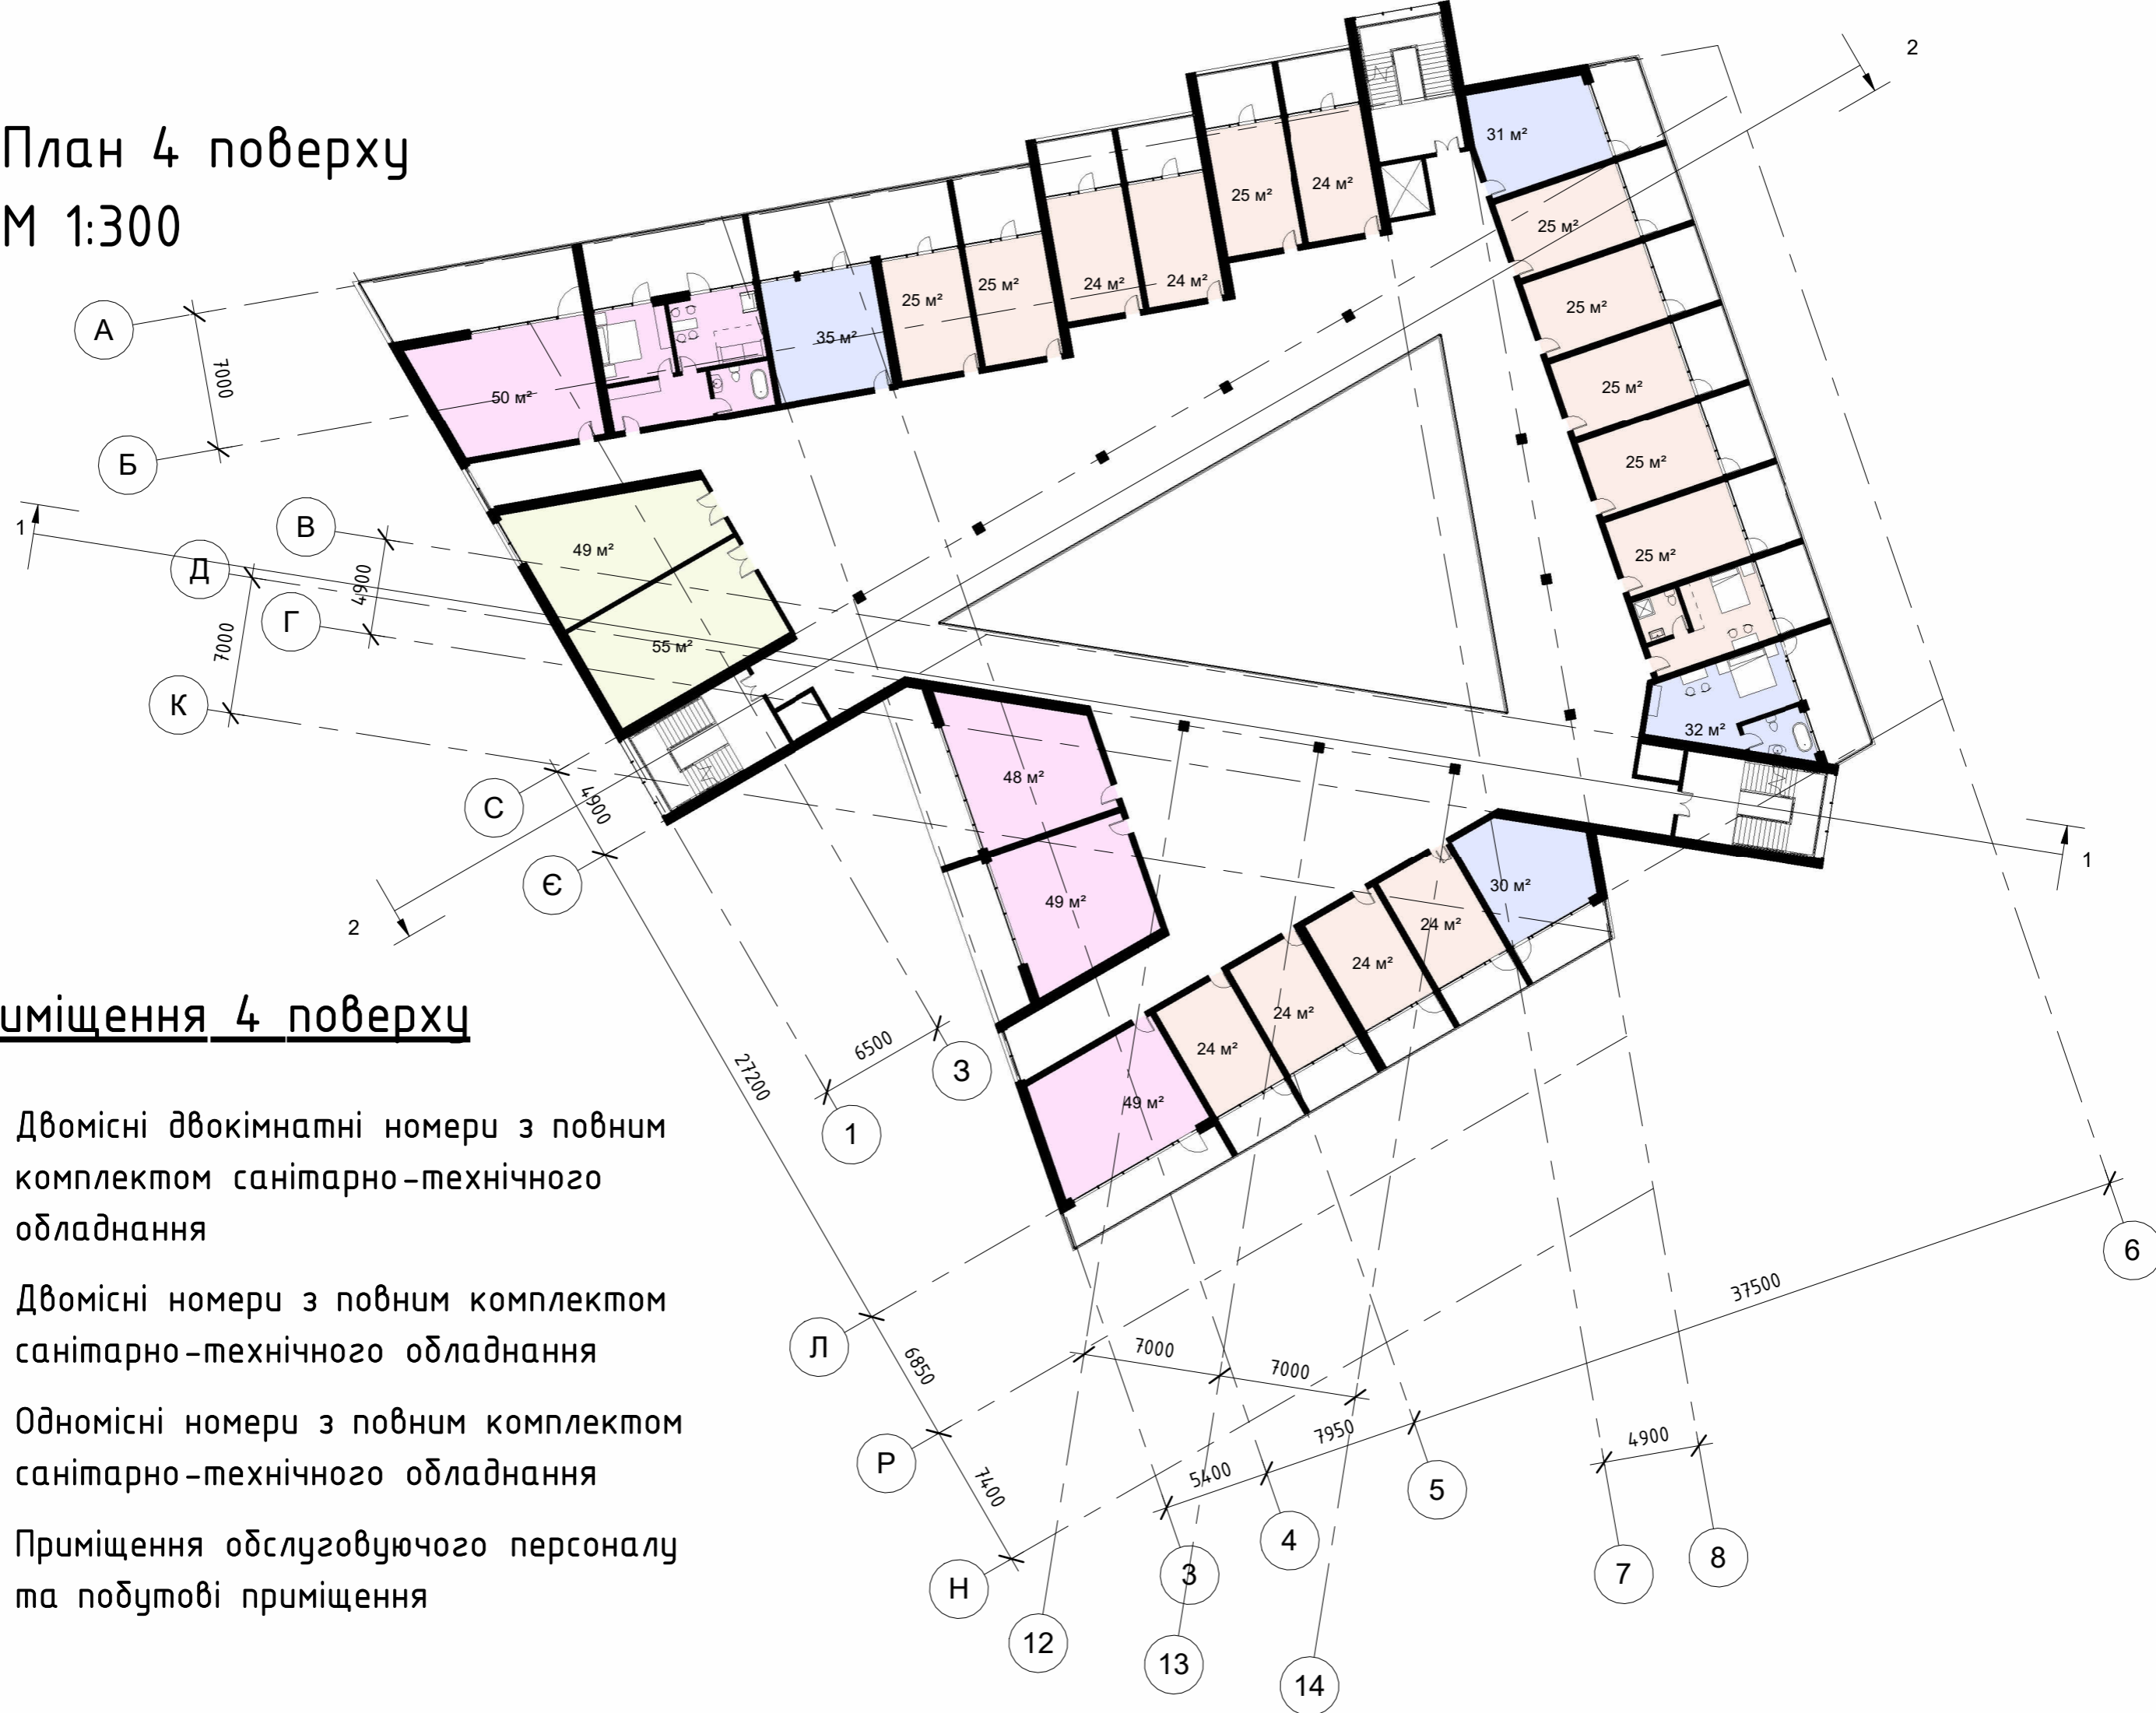 План 4 поверху
М 1:300
2
31 м²
24 м²
25 м²
25 м²
24 м²
24 м²
25 м²
25 м²
35 м²
50 м²
25 м²
25 м²
25 м²
25 м²
32 м²
А
7000
Б
1
В
4900
Д
Г
7000
К
49 м²
55 м²
48 м²
49 м²
С
4900
Є
2
30 м²
24 м²
24 м²
24 м²
24 м²
49 м²
1
иміщення 4 поверху
27200
6500
3
1
Двомісні двокімнатні номери з повним
комплектом санітарно-технічного
обладнання
Двомісні номери з повним комплектом
санітарно-технічного обладнання
Одномісні номери з повним комплектом
санітарно-технічного обладнання
Приміщення обслуговуючого персоналу
та побутові приміщення
6
37500
Л
6850
7000
7000
7950
5400
4900
Р
7400
Н
5
4
3
7
8
12
13
14